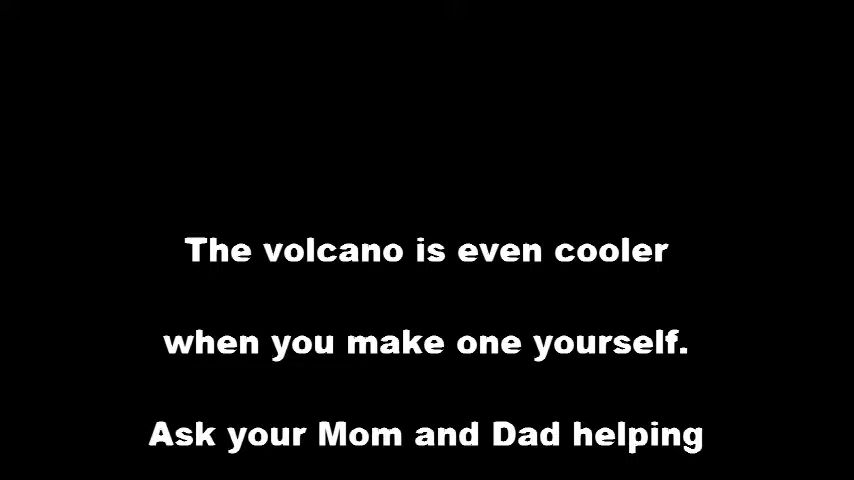 The volcano is even cooler
when you make one yourself.
Ask your Mom and Dad helping